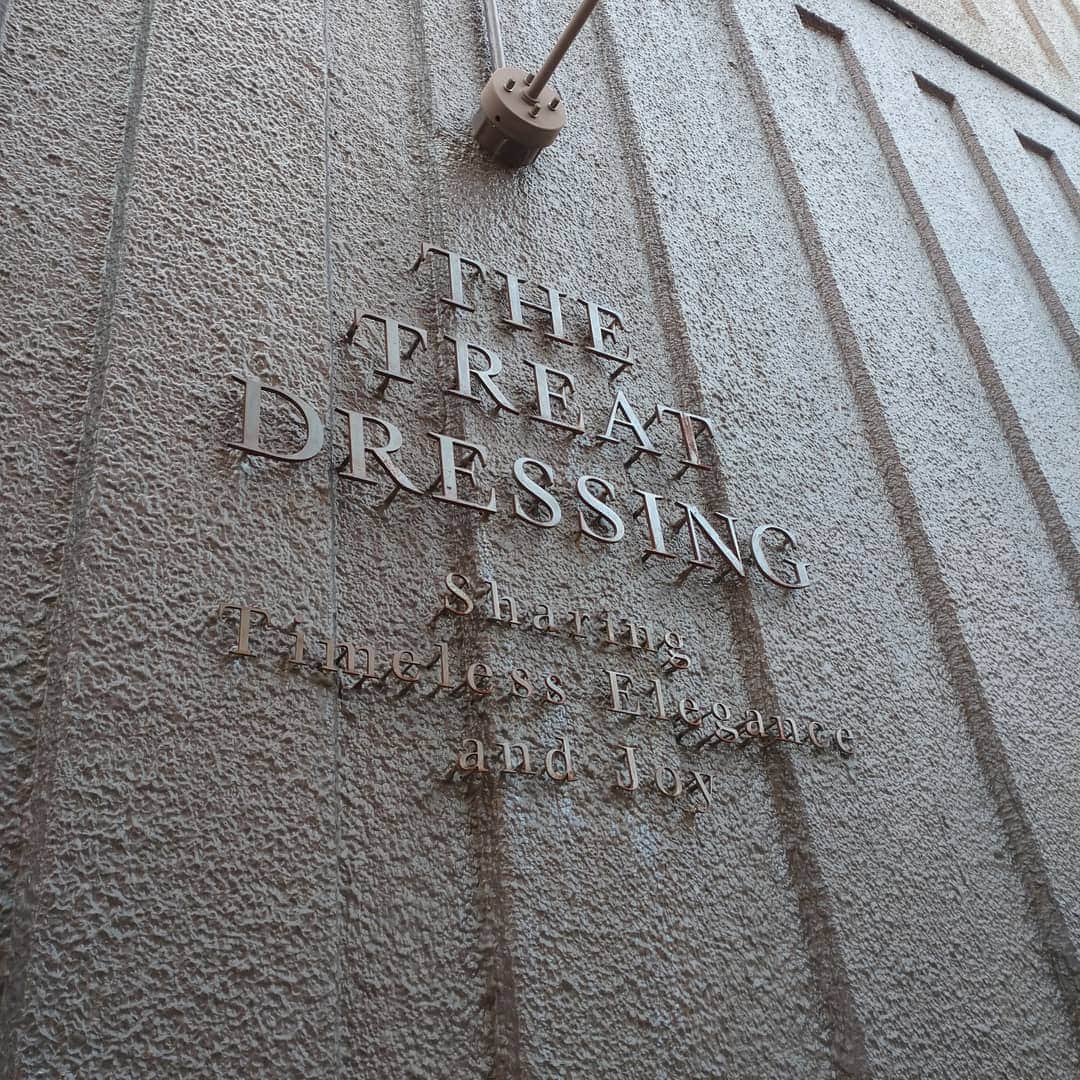 THE
TREAT
DRESSING
Sharing
Timeless Elegance
and Joy